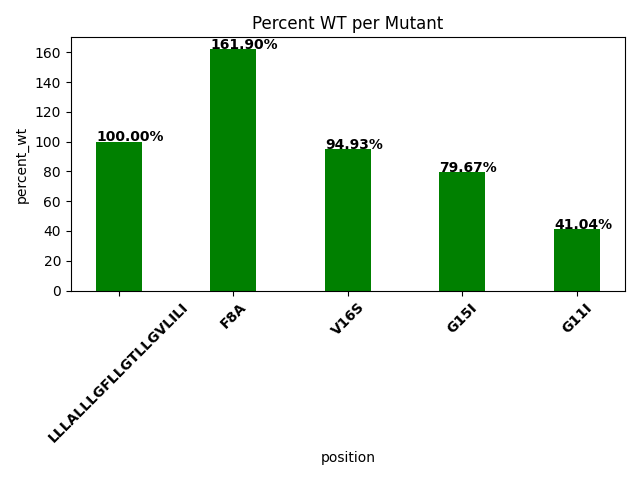 Percent WT per Mutant
percent_wt
160
140
120
100
80
60
40
20
0
100.00%
161.90%
94.93%
79.67%
41.04%
LLLALLLGFLLGTLLGVLILI
F8A
V16S
G15I
G11I
position